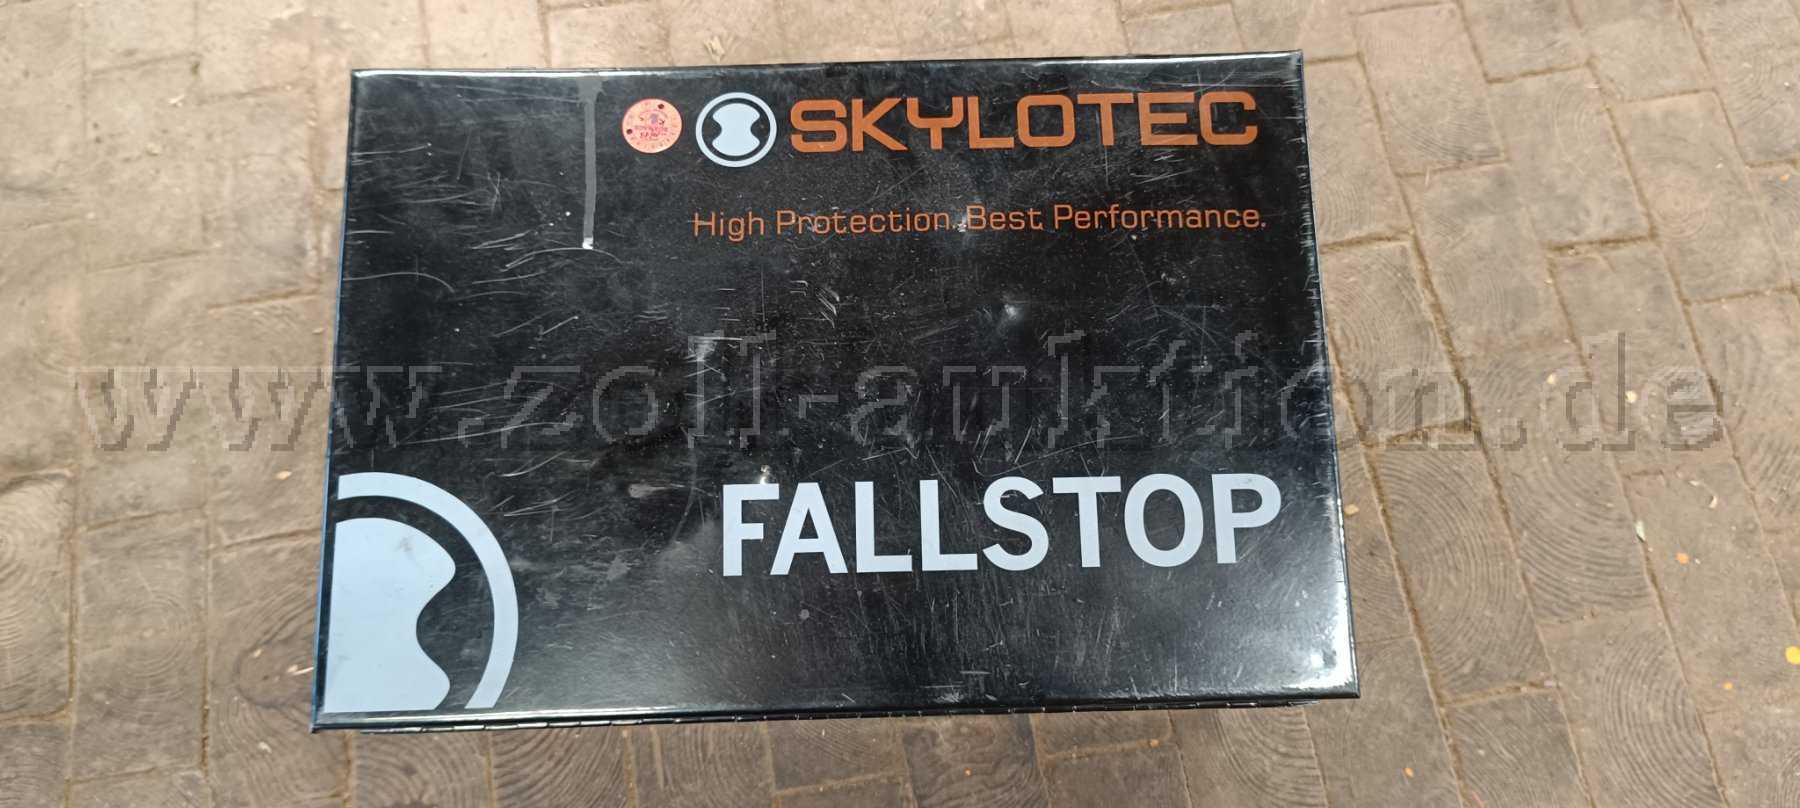 SKYLOTEC
High Protection. Best Performance.
www.zoll-auktion.de
FALLSTOP